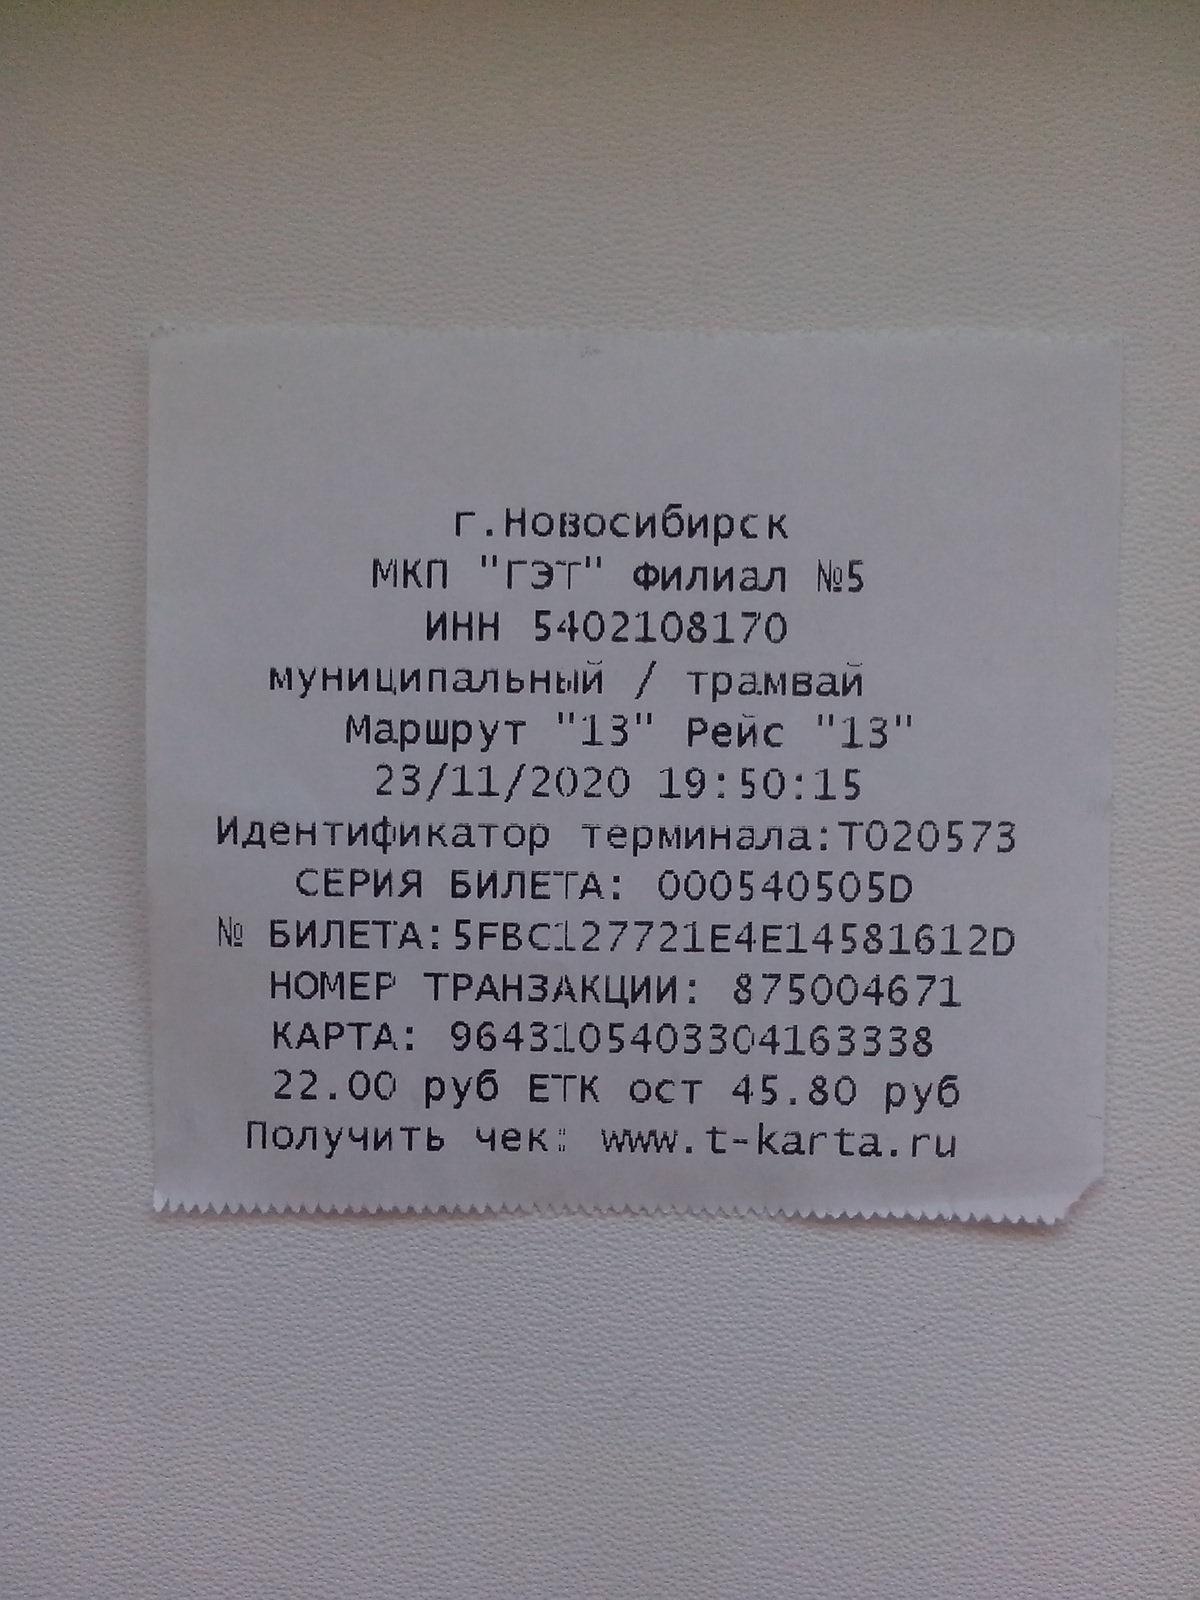 г.Новосибирск
МКП "ГЭТ" Филиал №5
ИНН 5402108170
муниципальный / трамвай
Маршрут "13" Рейс "13"
23/11/2020 19:50:15
Идентификатор терминала:T020573
СЕРИЯ БИЛЕТА: 000540505D
№ БИЛЕТА:5FBC127721E4E14581612D
НОМЕР ТРАНЗАКЦИИ: 875004671
КАРТА: 9643105403304163338
22.00 руб ЕТК ост 45.80 руб
Получить чек: www.t-karta.ru